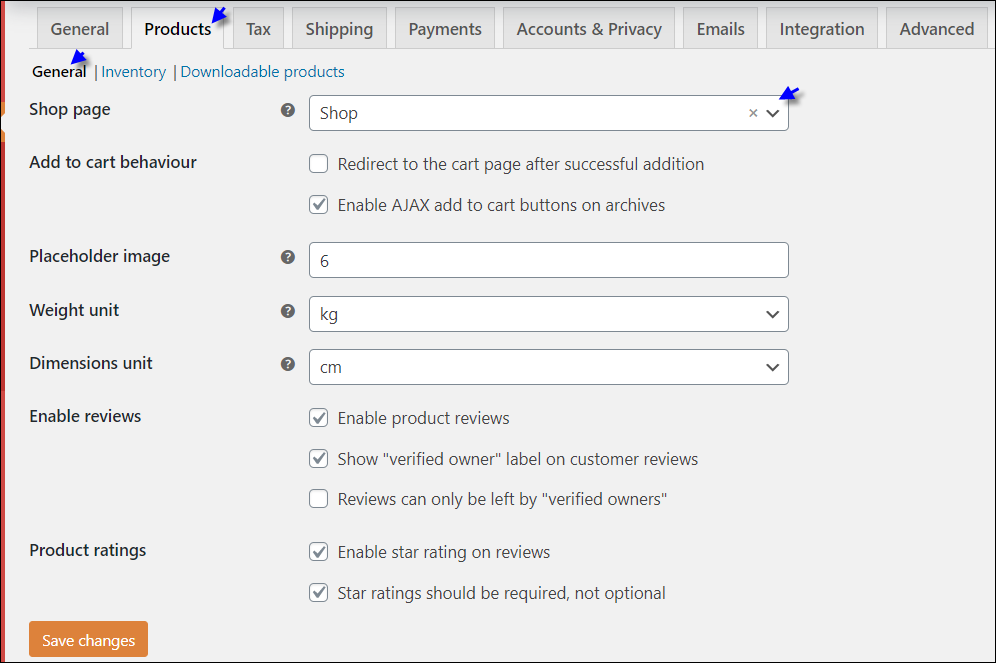 General Products Tax Shipping Payments Accounts & Privacy Emails Integration Advanced
General | Inventory | Downloadable products
Shop page ? Shop ×
Add to cart behaviour Redirect to the cart page after successful addition
Enable AJAX add to cart buttons on archives
Placeholder image ? 6
Weight unit ? kg
Dimensions unit ? cm
Enable reviews Enable product reviews
Show "verified owner" label on customer reviews
Reviews can only be left by "verified owners"
Product ratings Enable star rating on reviews
Star ratings should be required, not optional
Save changes